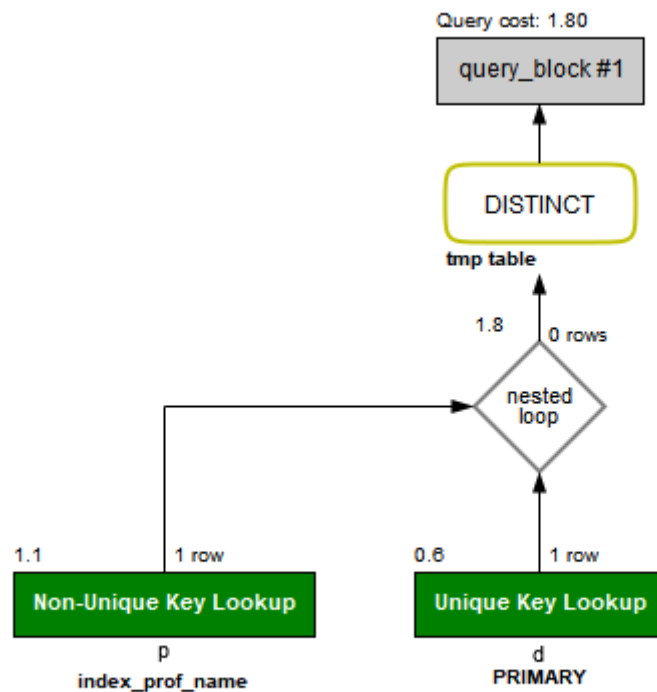 Query cost: 1.80
query_block #1
DISTINCT
tmp table
1.8
0 rows
nested
loop
1.1
1 row
0.6
1 row
Non-Unique Key Lookup
Unique Key Lookup
p
d
index_prof_name
PRIMARY